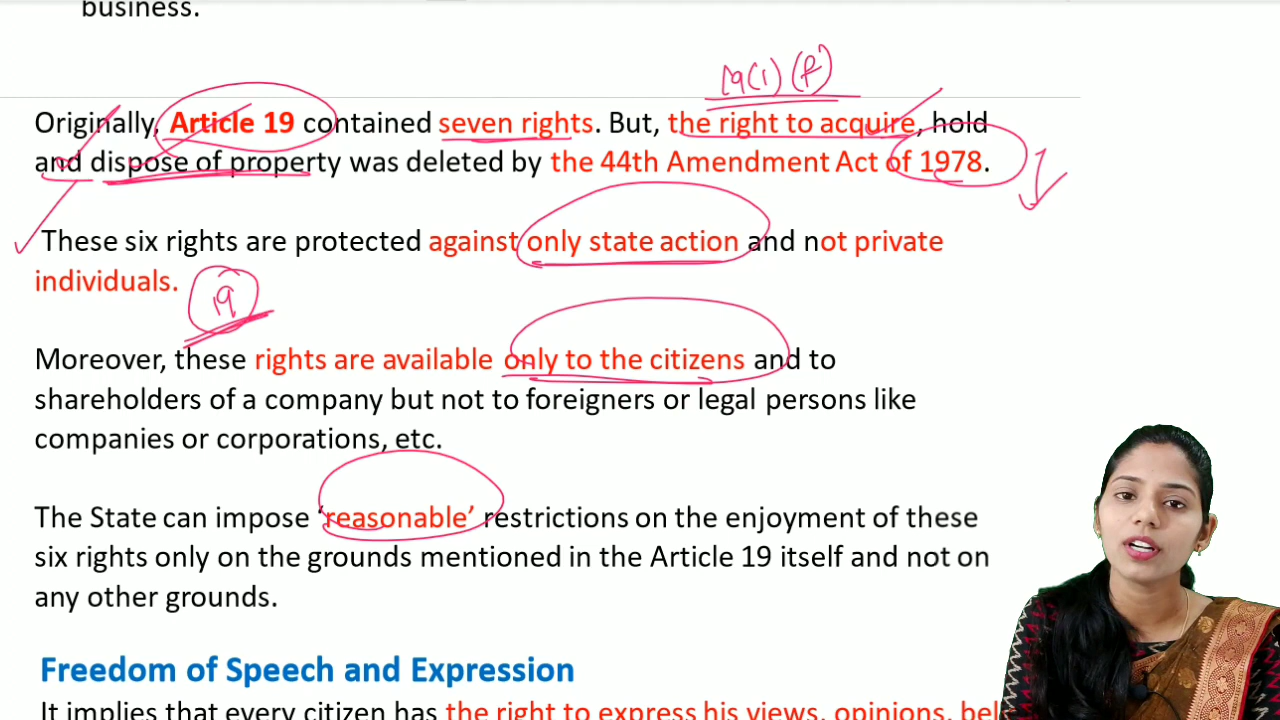 business.
19(1) (f)
Originally, Article 19 contained seven rights. But, the right to acquire, hold
and dispose of property was deleted by the 44th Amendment Act of 1978.
These six rights are protected against only state action and not private
individuals.
19
Moreover, these rights are available only to the citizens and to
shareholders of a company but not to foreigners or legal persons like
companies or corporations, etc.
The State can impose ‘reasonable’ restrictions on the enjoyment of these
six rights only on the grounds mentioned in the Article 19 itself and not on
any other grounds.
Freedom of Speech and Expression
It implies that every citizen has the right to express his views, opinions, bel